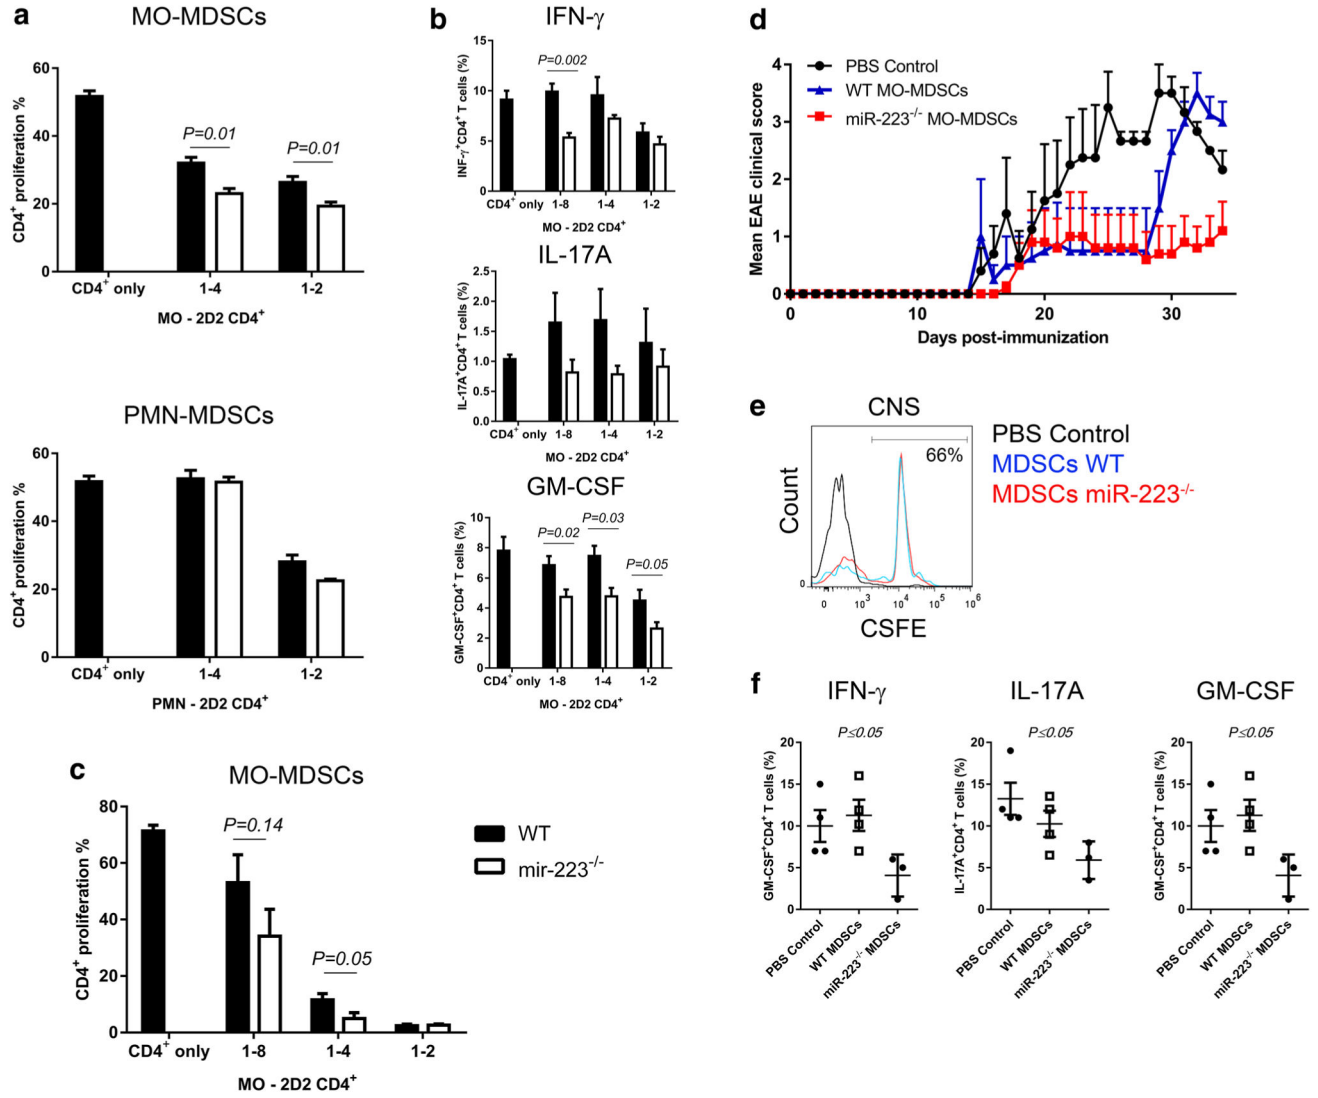 a
MO-MDSCs
CD4⁺ proliferation %
60
40
20
0
P=0.01
P=0.01
CD4⁺ only
1-4
1-2
MO - 2D2 CD4⁺
PMN-MDSCs
CD4⁺ proliferation %
60
40
20
0
CD4⁺ only
1-4
1-2
PMN - 2D2 CD4⁺
b
IFN-γ
INF-γ⁺CD4⁺ T cells (%)
15
10
5
0
P=0.002
CD4⁺ only
1-8
1-4
1-2
MO - 2D2 CD4⁺
IL-17A
IL-17A⁺CD4⁺T cells (%)
2.5
2.0
1.5
1.0
0.5
0.0
CD4⁺ only
1-8
1-4
1-2
MO - 2D2 CD4⁺
GM-CSF
GM-CSF⁺CD4⁺ T cells (%)
10
8
6
4
2
0
P=0.02
P=0.03
P=0.05
CD4⁺ only
1-8
1-4
1-2
MO - 2D2 CD4⁺
c
MO-MDSCs
CD4⁺ proliferation %
80
60
40
20
0
P=0.14
P=0.05
CD4⁺ only
1-8
1-4
1-2
MO - 2D2 CD4⁺
WT
mir-223⁻/⁻
d
Mean EAE clinical score
4
3
2
1
0
PBS Control
WT MO-MDSCs
miR-223⁻/⁻ MO-MDSCs
0
10
20
30
Days post-immunization
e
CNS
Count
66%
0
0
10³
10⁴
10⁵
10⁶
CSFE
PBS Control
MDSCs WT
MDSCs miR-223⁻/⁻
f
IFN-γ
P≤0.05
GM-CSF⁺CD4⁺ T cells (%)
20
15
10
5
0
PBS Control
WT MDSCs
miR-223⁻/⁻ MDSCs
IL-17A
P≤0.05
IL-17A⁺CD4⁺ T cells (%)
20
15
10
5
0
PBS Control
WT MDSCs
miR-223⁻/⁻ MDSCs
GM-CSF
P≤0.05
GM-CSF⁺CD4⁺ T cells (%)
20
15
10
5
0
PBS Control
WT MDSCs
miR-223⁻/⁻ MDSCs